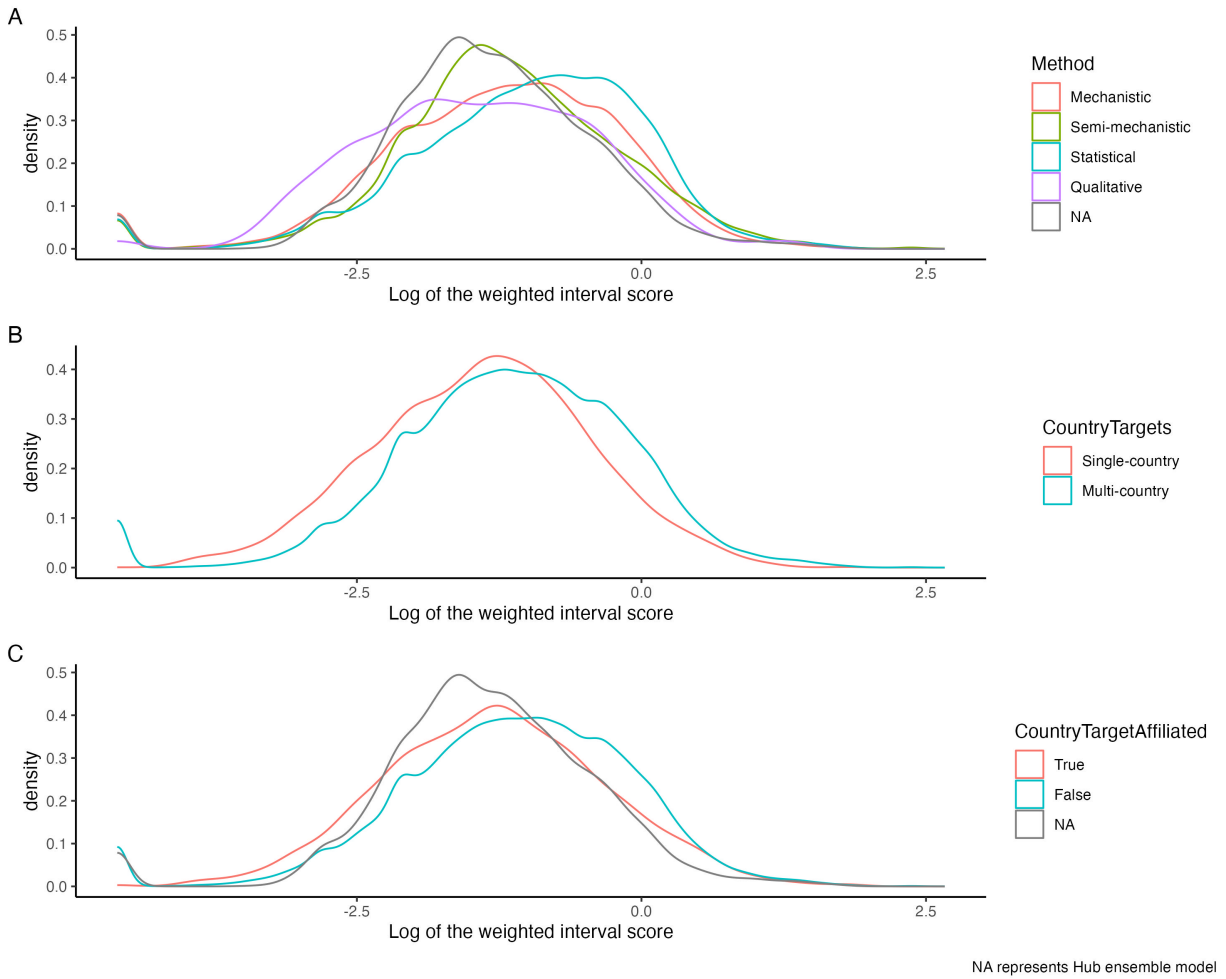 A
0.5
0.4
0.3
0.2
0.1
0.0
density
-2.5
0.0
2.5
Log of the weighted interval score
Method
Mechanistic
Semi-mechanistic
Statistical
Qualitative
NA
B
0.4
0.3
0.2
0.1
0.0
density
-2.5
0.0
2.5
Log of the weighted interval score
CountryTargets
Single-country
Multi-country
C
0.5
0.4
0.3
0.2
0.1
0.0
density
-2.5
0.0
2.5
Log of the weighted interval score
CountryTargetAffiliated
True
False
NA
NA represents Hub ensemble model